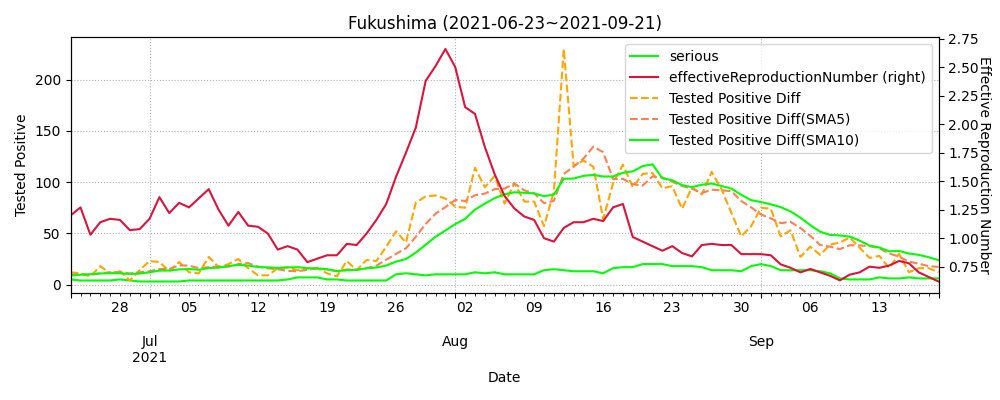 Fukushima (2021-06-23~2021-09-21)
serious
effectiveReproductionNumber (right)
Tested Positive Diff
Tested Positive Diff(SMA5)
Tested Positive Diff(SMA10)
Tested Positive
200
150
100
50
0
2.75
2.50
2.25
2.00
1.75
1.50
1.25
1.00
0.75
Effective Reproduction Number
28 05 12 19 26 02 09 16 23 30 06 13
Jul Aug Sep
2021
Date